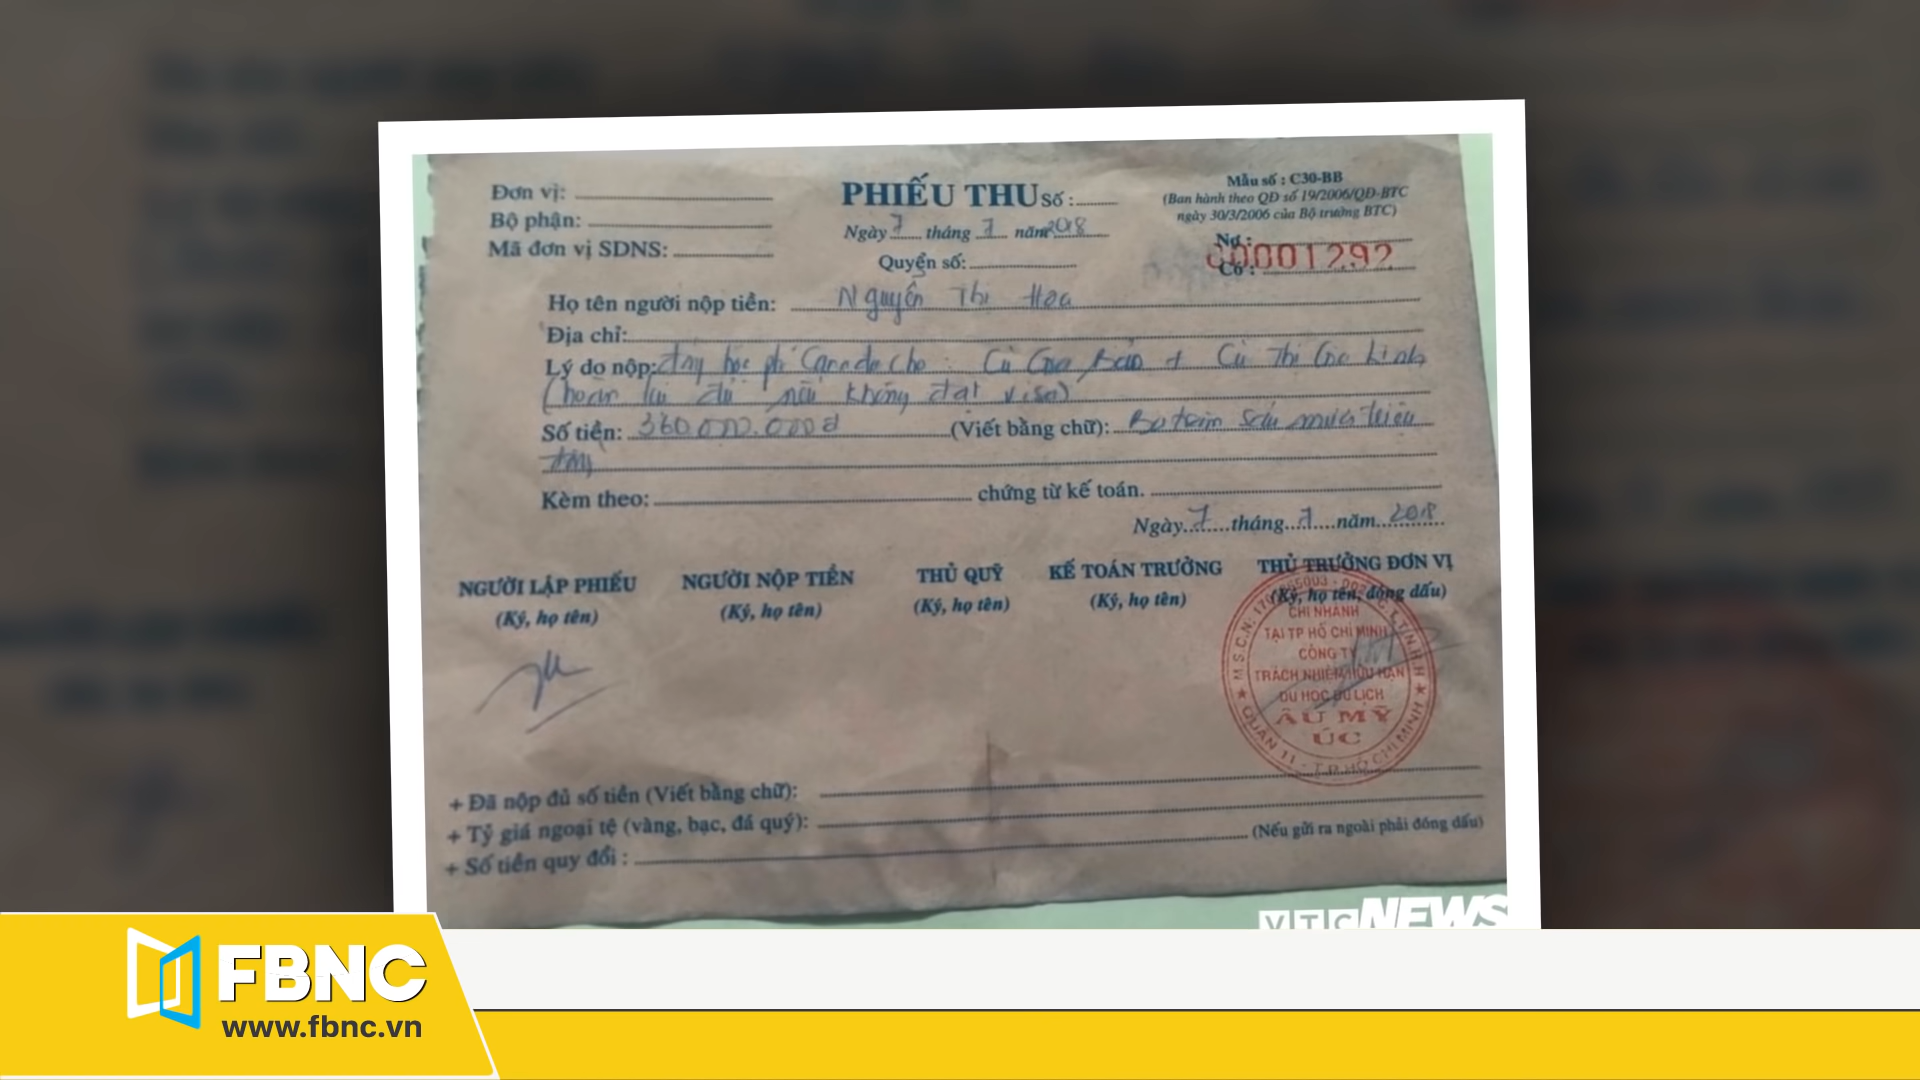 Đơn vị:
Bộ phận:
Mã đơn vị SDNS:
PHIẾU THU Số :
Ngày 7 tháng 7 năm 2018
Quyển số:
Mẫu số : C30-BB
(Ban hành theo QĐ số 19/2006/QĐ-BTC
ngày 30/3/2006 của Bộ trưởng BTC)
Nợ :
00001292
Có :
Họ tên người nộp tiền: Nguyễn Thị Hoa
Địa chỉ:
Lý do nộp: đóng học phí Canada cho : Cù Gia Bảo + Cù Thị Gia Linh
(hoàn lại đủ nếu không đạt visa)
Số tiền: 360.000.000đ (Viết bằng chữ): Ba trăm sáu mươi triệu
đồng
Kèm theo: chứng từ kế toán.
Ngày 7 tháng 7 năm 2018
NGƯỜI LẬP PHIẾU
(Ký, họ tên)
NGƯỜI NỘP TIỀN
(Ký, họ tên)
THỦ QUỸ
(Ký, họ tên)
KẾ TOÁN TRƯỞNG
(Ký, họ tên)
THỦ TRƯỞNG ĐƠN VỊ
(Ký, họ tên, đóng dấu)
CHI NHÁNH
TẠI TP HỒ CHÍ MINH
CÔNG TY
TRÁCH NHIỆM HỮU HẠN
DU HỌC DU LỊCH
ÂU MỸ
ÚC
QUẬN 11 - T.P. HỒ CHÍ MINH
+ Đã nộp đủ số tiền (Viết bằng chữ):
+ Tỷ giá ngoại tệ (vàng, bạc, đá quý):
+ Số tiền quy đổi :
(Nếu gửi ra ngoài phải đóng dấu)
VTC NEWS
FBNC
www.fbnc.vn